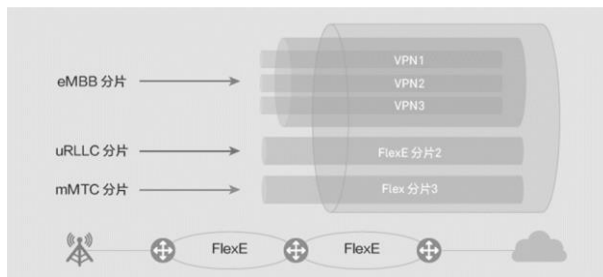 VPN1
eMBB 分片
VPN2
VPN3
uRLLC 分片
FlexE 分片2
mMTC 分片
Flex 分片3
FlexE
FlexE